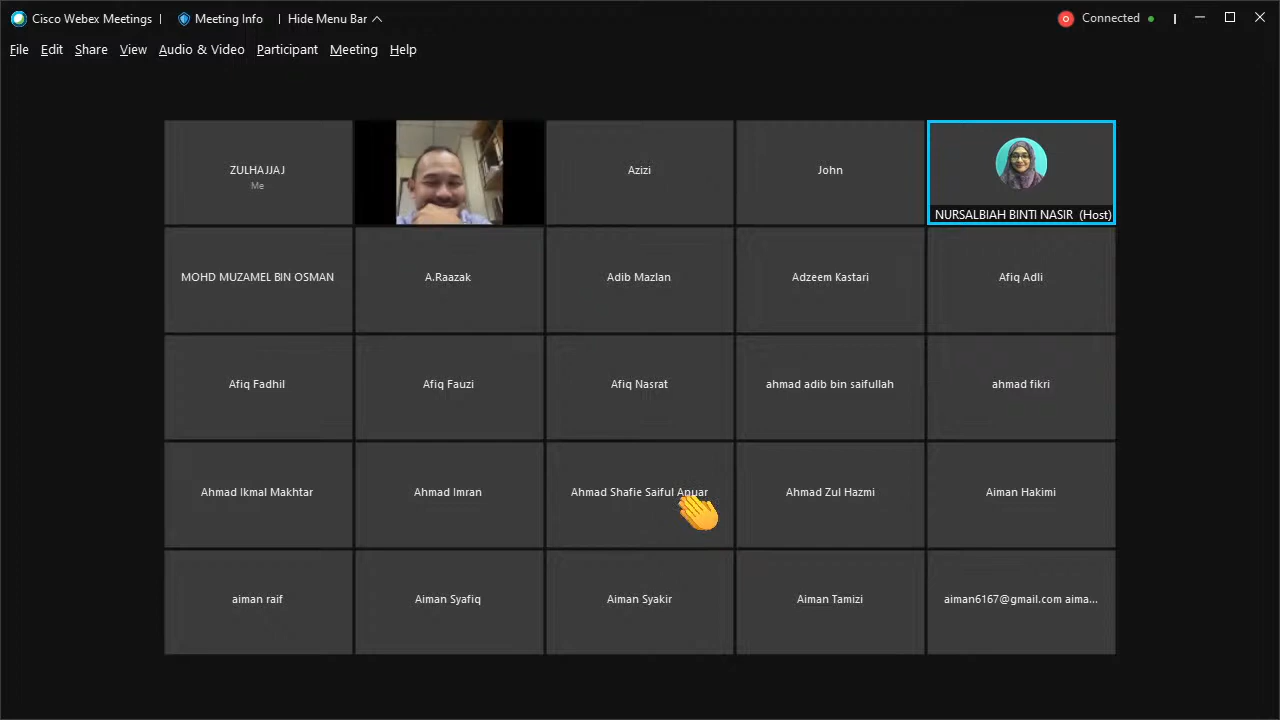 Cisco Webex Meetings | Meeting Info | Hide Menu Bar Connected
File Edit Share View Audio & Video Participant Meeting Help
ZULHAJJAJ
Me
Azizi
John
NURSALBIAH BINTI NASIR (Host)
MOHD MUZAMEL BIN OSMAN
A.Raazak
Adib Mazlan
Adzeem Kastari
Afiq Adli
Afiq Fadhil
Afiq Fauzi
Afiq Nasrat
ahmad adib bin saifullah
ahmad fikri
Ahmad Ikmal Makhtar
Ahmad Imran
Ahmad Shafie Saiful Anuar
Ahmad Zul Hazmi
Aiman Hakimi
aiman raif
Aiman Syafiq
Aiman Syakir
Aiman Tamizi
aiman6167@gmail.com aima...